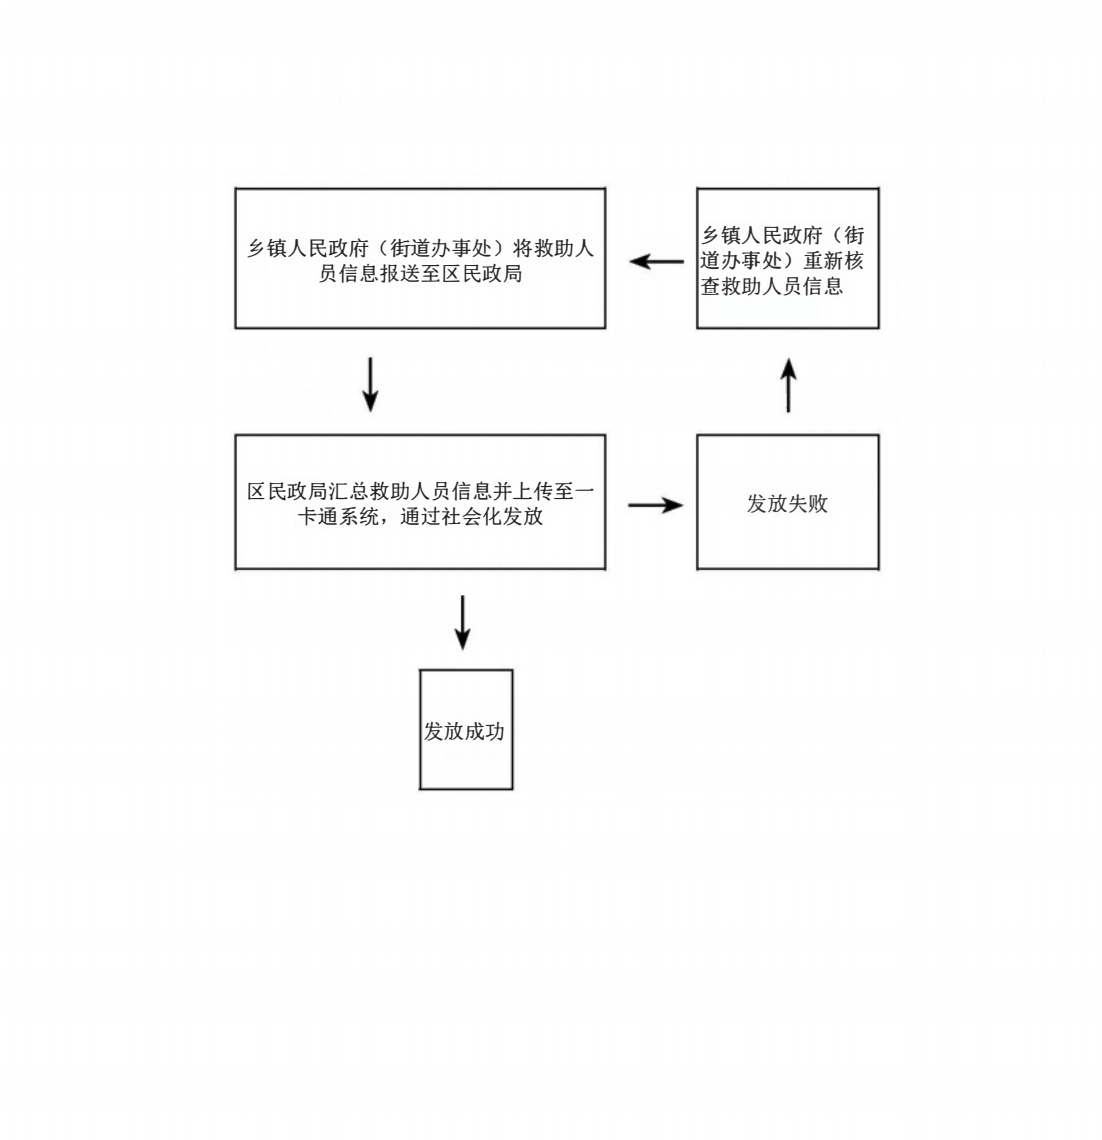 乡镇人民政府（街道办事处）将救助人
员信息报送至区民政局
乡镇人民政府（街
道办事处）重新核
查救助人员信息
区民政局汇总救助人员信息并上传至一
卡通系统，通过社会化发放
发放失败
发放成功